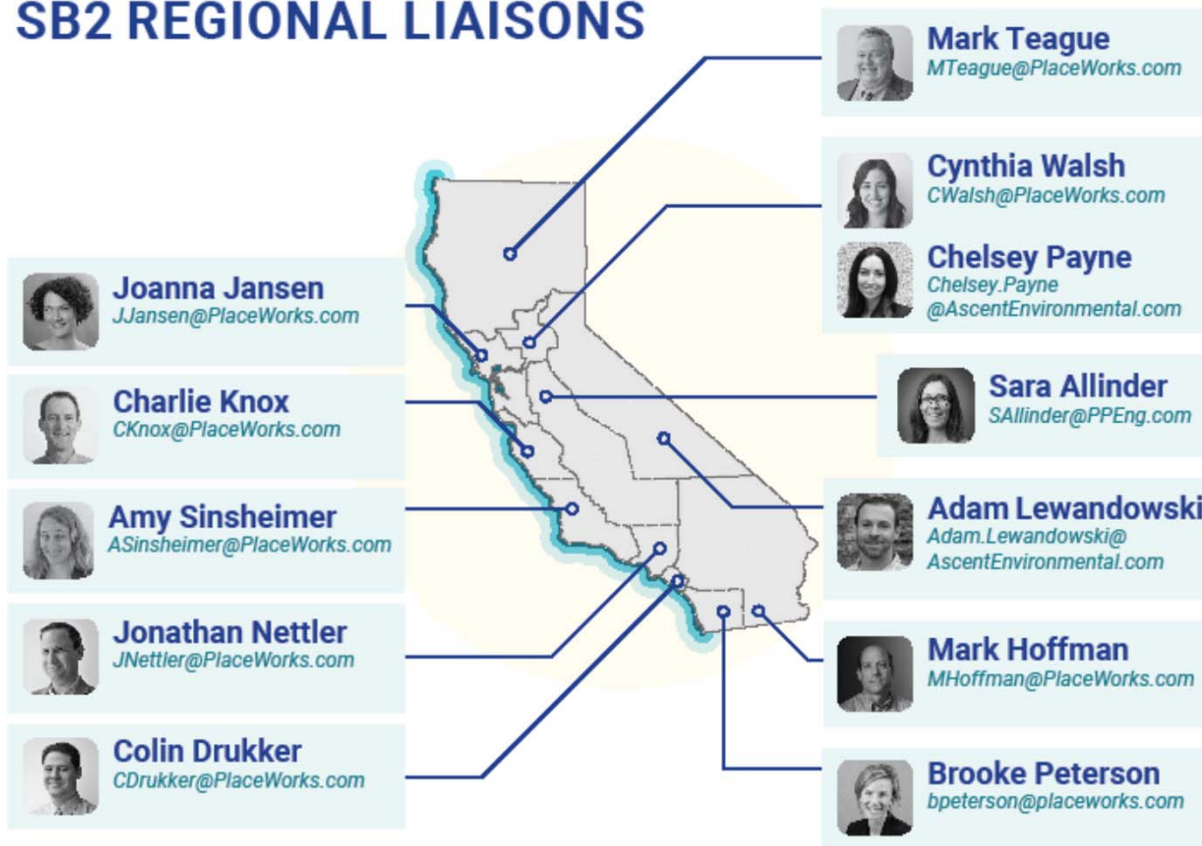 SB2 REGIONAL LIAISONS
Joanna Jansen
JJansen@PlaceWorks.com
Charlie Knox
CKnox@PlaceWorks.com
Amy Sinsheimer
ASinsheimer@PlaceWorks.com
Jonathan Nettler
JNettler@PlaceWorks.com
Colin Drukker
CDrukker@PlaceWorks.com
Mark Teague
MTeague@PlaceWorks.com
Cynthia Walsh
CWalsh@PlaceWorks.com
Chelsey Payne
Chelsey.Payne
@AscentEnvironmental.com
Sara Allinder
SAllinder@PPEng.com
Adam Lewandowski
Adam.Lewandowski@
AscentEnvironmental.com
Mark Hoffman
MHoffman@PlaceWorks.com
Brooke Peterson
bpeterson@placeworks.com